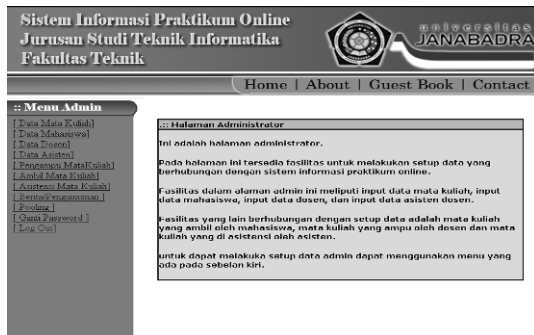 Sistem Informasi Praktikum Online
Jurusan Studi Teknik Informatika
Fakultas Teknik
universitas
JANABADRA
Home | About | Guest Book | Contact
:: Menu Admin
[ Data Mata Kuliah]
[ Data Mahasiswa]
[ Data Dosen]
[ Data Asisten]
[ Pengampu MataKuliah]
[ Ambil Mata Kuliah]
[ Asistensi Mata Kuliah]
[ Berita/Pengumuman ]
[ Pooling ]
[ Ganti Password ]
[ Log Out]
.:: Halaman Administrator
Ini adalah halaman administrator.
Pada halaman ini tersedia fasilitas untuk melakukan setup data yang
berhubungan dengan sistem informasi praktikum online.
Fasilitas dalam alaman admin ini meliputi input data mata kuliah, input
data mahasiswa, input data dosen, dan input data asisten dosen.
Fasilitas yang lain berhubungan dengan setup data adalah mata kuliah
yang ambil oleh mahasiswa, mata kuliah yang ampu oleh dosen dan mata
kuliah yang di asistensi oleh asisten.
untuk dapat melakuka setup data admin dapat menggunakan menu yang
ada pada sebelan kiri.